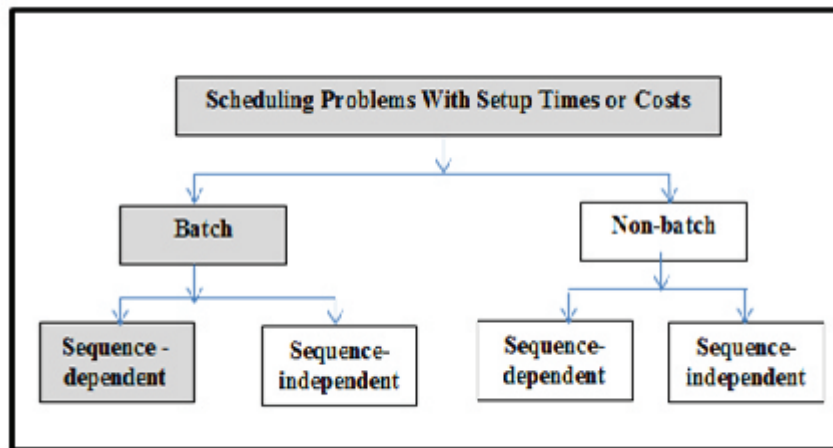 Scheduling Problems With Setup Times or Costs
Batch
Non-batch
Sequence -
dependent
Sequence-
independent
Sequence-
dependent
Sequence-
independent